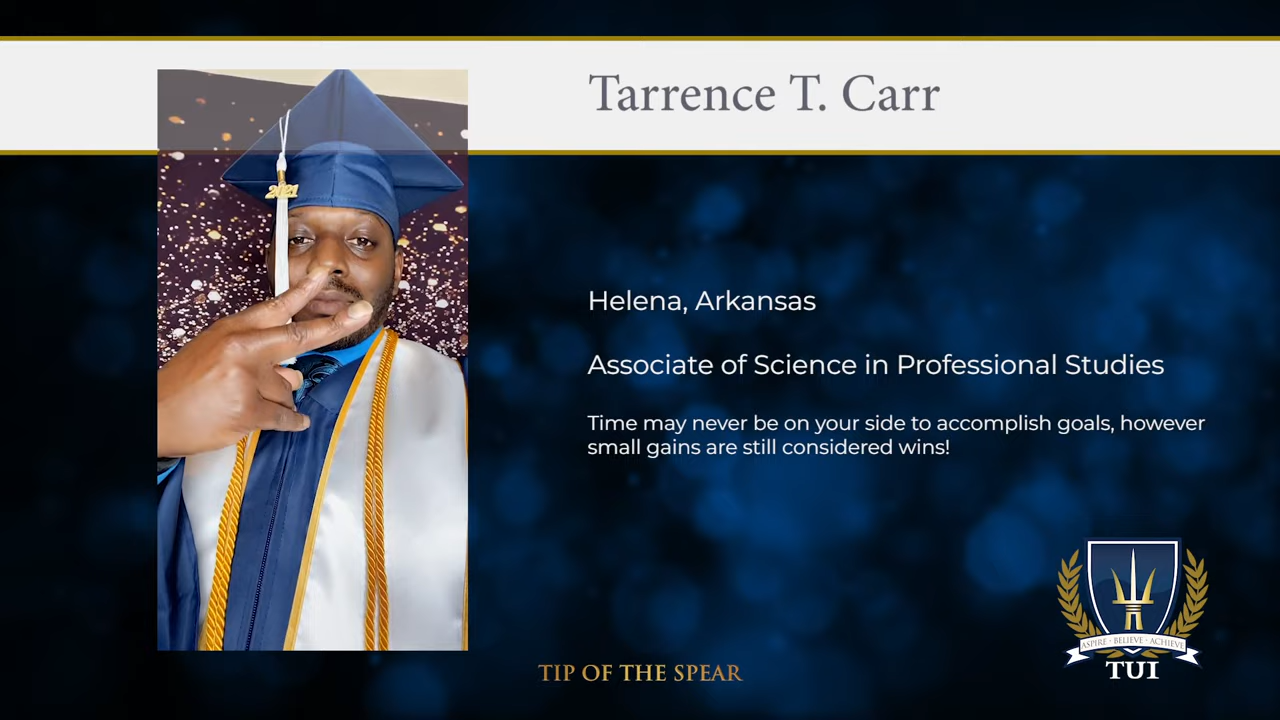 Tarrence T. Carr
2021
Helena, Arkansas
Associate of Science in Professional Studies
Time may never be on your side to accomplish goals, however
small gains are still considered wins!
ASPIRE · BELIEVE · ACHIEVE
TUI
TIP OF THE SPEAR